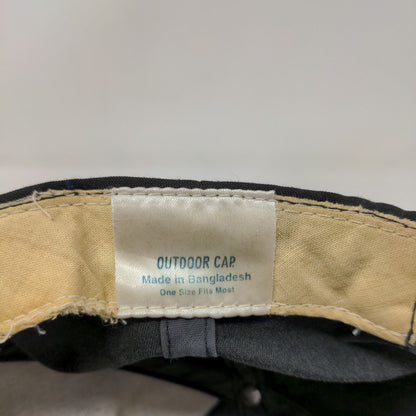 OUTDOOR CAP.
Made in Bangladesh
One Size Fits Most